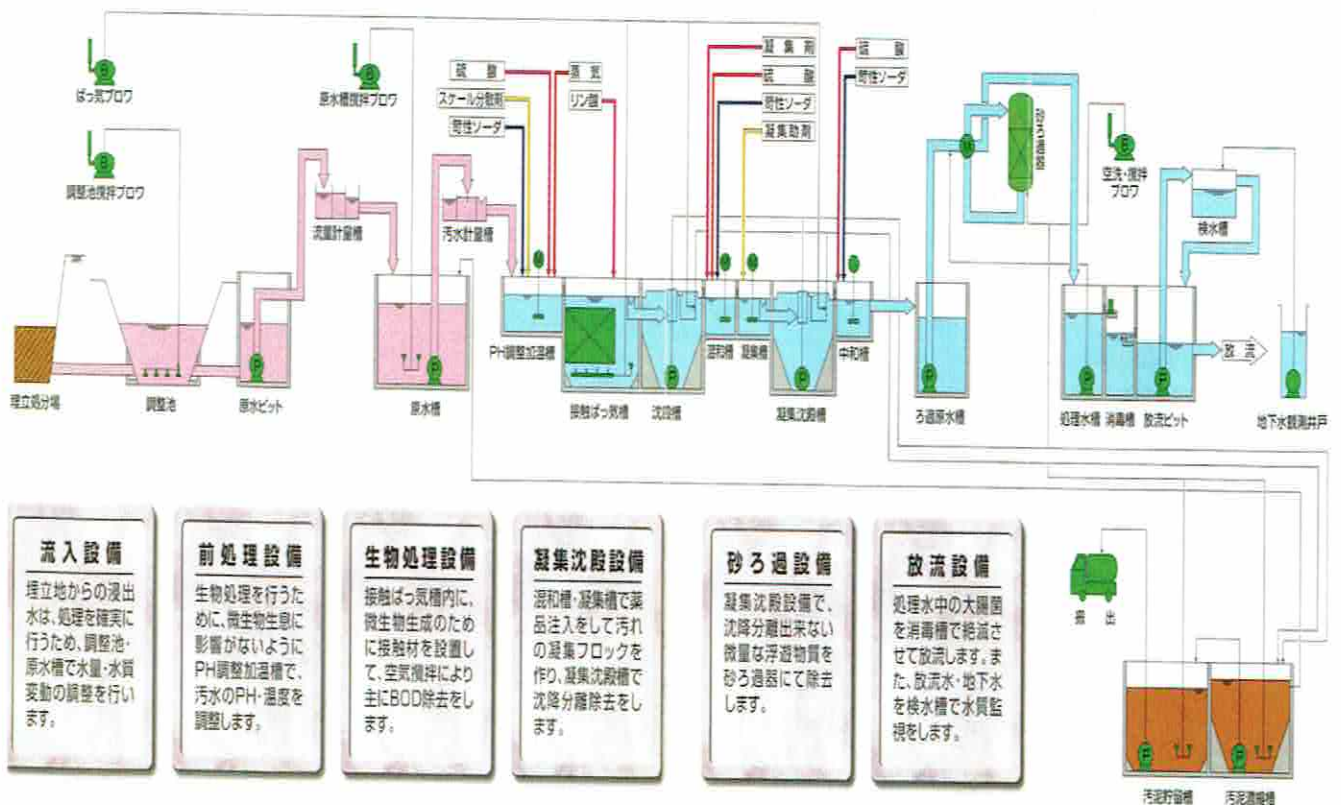 ばっ気ブロワ
原水槽撹拌ブロワ
調整池撹拌ブロワ
硫酸
スケール分散剤
苛性ソーダ
蒸気
リン酸
凝集剤
硫酸
苛性ソーダ
凝集助剤
硫酸
苛性ソーダ
砂ろ過器
空洗・撹拌
ブロワ
検水槽
流量計量槽
汚水計量槽
埋立処分場
調整池
原水ピット
原水槽
PH調整加温槽
接触ばっ気槽
沈殿槽
混和槽
凝集槽
凝集沈殿槽
中和槽
ろ過原水槽
処理水槽
消毒槽
放流ピット
放流
地下水観測井戸
流入設備
埋立地からの浸出
水は、処理を確実に
行うため、調整池・
原水槽で水量・水質
変動の調整を行い
ます。
前処理設備
生物処理を行うた
めに、微生物生息に
影響がないように
PH調整加温槽で、
汚水のPH・温度を
調整します。
生物処理設備
接触ばっ気槽内に、
微生物生成のため
に接触材を設置し
て、空気撹拌により
主にBOD除去をし
ます。
凝集沈殿設備
混和槽・凝集槽で薬
品注入をして汚れ
の凝集フロックを
作り、凝集沈殿槽で
沈降分離除去をし
ます。
砂ろ過設備
凝集沈殿設備で、
沈降分離出来ない
微量な浮遊物質を
砂ろ過器にて除去
します。
放流設備
処理水中の大腸菌
を消毒槽で絶滅さ
せて放流します。ま
た、放流水・地下水
を検水槽で水質監
視をします。
搬出
汚泥貯留槽
汚泥濃縮槽